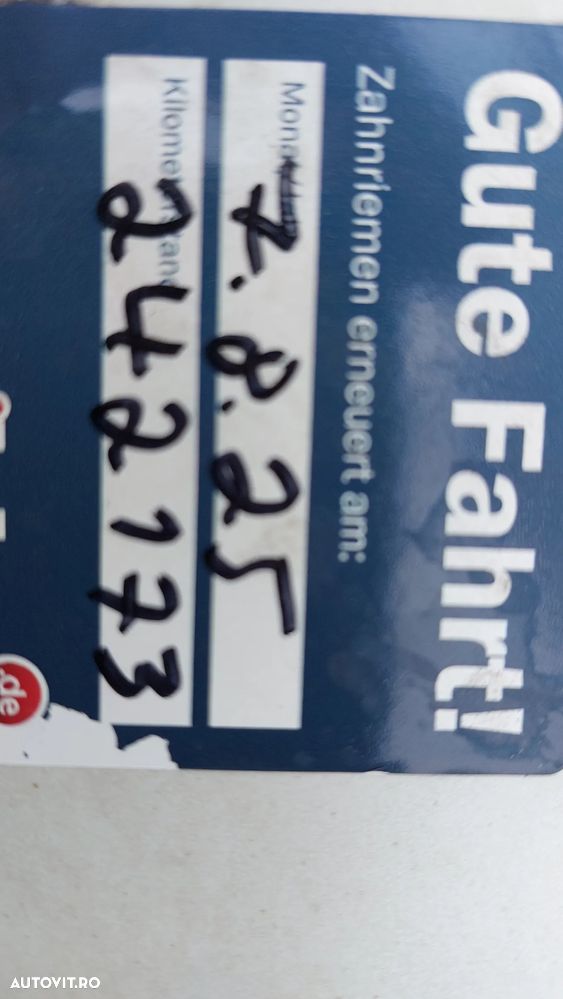 Gute Fahrt!
Zahnriemen erneuert am:
7.8.25
242173
.de
AUTOVIT.RO